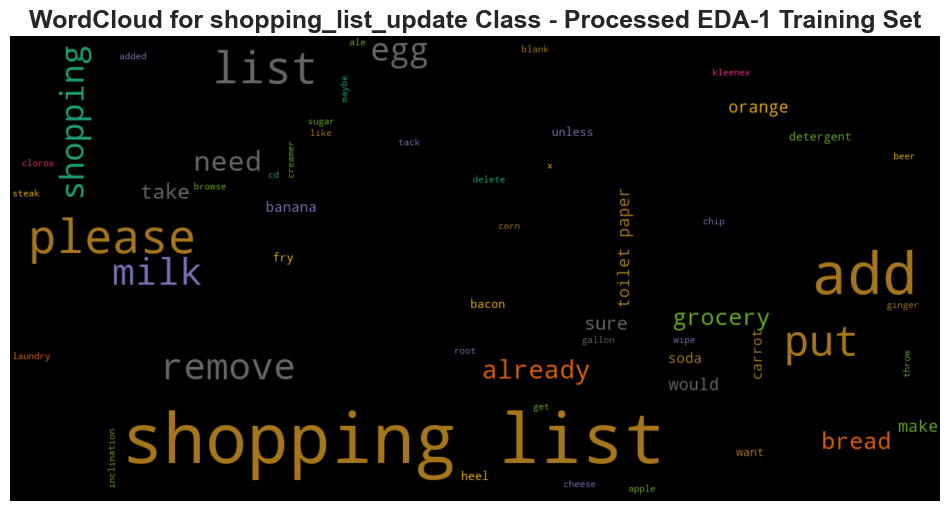 WordCloud for shopping_list_update Class - Processed EDA-1 Training Set
shopping
added
list
ale
egg
blank
maybe
kleenex
orange
sugar
like
tack
unless
detergent
clorox
need
creamer
cd
x
beer
steak
take
browse
delete
banana
toilet paper
chip
please
corn
milk
fry
add
bacon
ginger
sure
grocery
gallon
wipe
put
laundry
root
remove
already
soda
carrot
throw
would
shopping list
get
make
inclination
bread
heel
want
cheese
apple